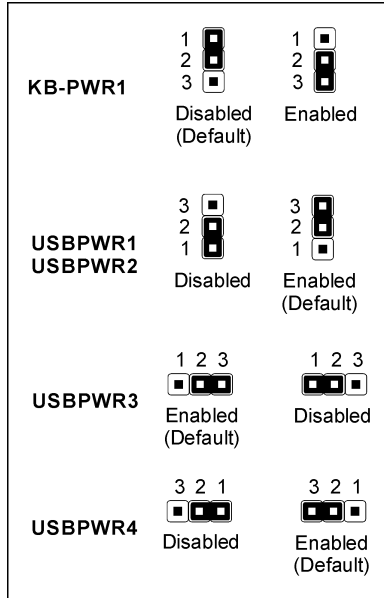 KB-PWR1
1
2
3
Disabled
(Default)
1
2
3
Enabled
USBPWR1
USBPWR2
3
2
1
Disabled
3
2
1
Enabled
(Default)
USBPWR3
1 2 3
Enabled
(Default)
1 2 3
Disabled
USBPWR4
3 2 1
Disabled
3 2 1
Enabled
(Default)